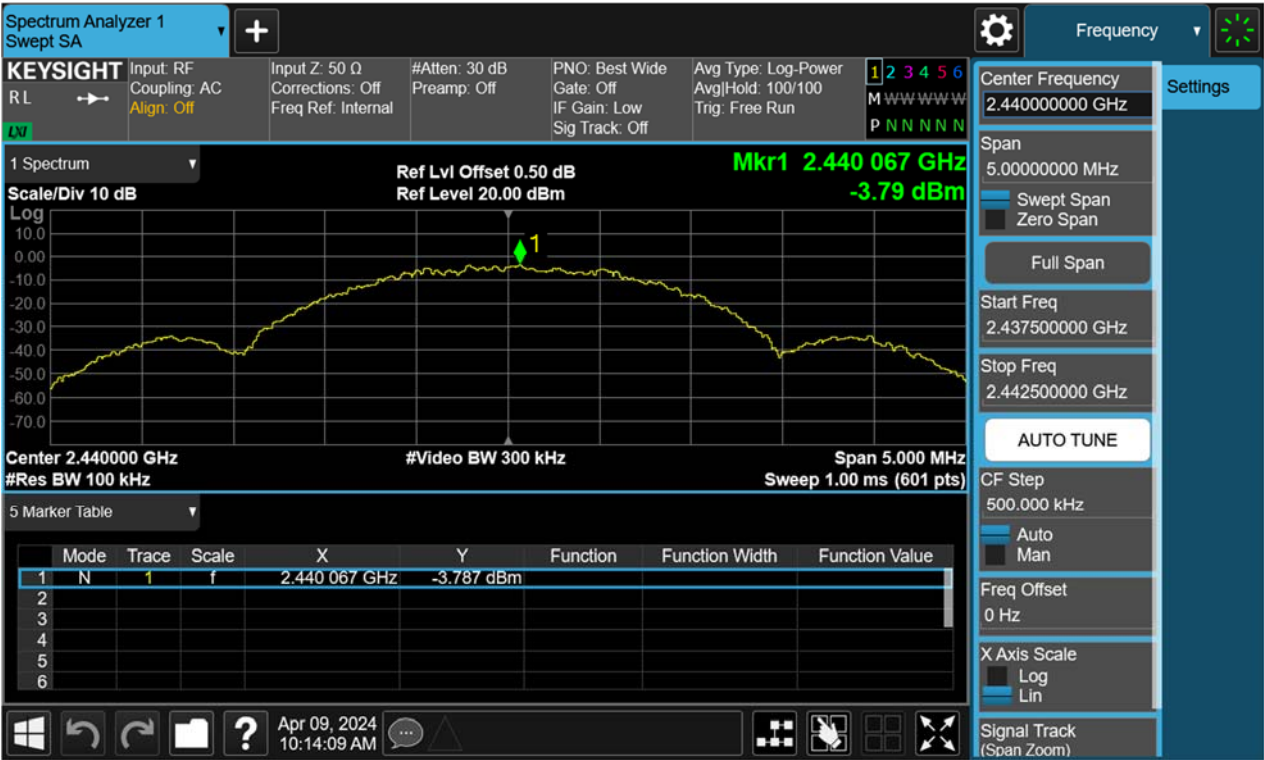 Spectrum Analyzer 1
Swept SA
+
Frequency
KEYSIGHT
R L
LXI
Input: RF
Coupling: AC
Align: Off
Input Z: 50 Ω
Corrections: Off
Freq Ref: Internal
#Atten: 30 dB
Preamp: Off
PNO: Best Wide
Gate: Off
IF Gain: Low
Sig Track: Off
Avg Type: Log-Power
Avg|Hold: 100/100
Trig: Free Run
1 2 3 4 5 6
M W W W W W
P N N N N N
Center Frequency
2.440000000 GHz
Settings
Span
5.00000000 MHz
Swept Span
Zero Span
Full Span
Start Freq
2.437500000 GHz
Stop Freq
2.442500000 GHz
AUTO TUNE
CF Step
500.000 kHz
Auto
Man
Freq Offset
0 Hz
X Axis Scale
Log
Lin
Signal Track
(Span Zoom)
1 Spectrum
Scale/Div 10 dB
Ref Lvl Offset 0.50 dB
Ref Level 20.00 dBm
Mkr1 2.440 067 GHz
-3.79 dBm
Log
10.0
0.00
-10.0
-20.0
-30.0
-40.0
-50.0
-60.0
-70.0
1
Center 2.440000 GHz
#Video BW 300 kHz
Span 5.000 MHz
#Res BW 100 kHz
Sweep 1.00 ms (601 pts)
5 Marker Table
Mode Trace Scale X Y Function Function Width Function Value
1 N 1 f 2.440 067 GHz -3.787 dBm
2
3
4
5
6
?
Apr 09, 2024
10:14:09 AM